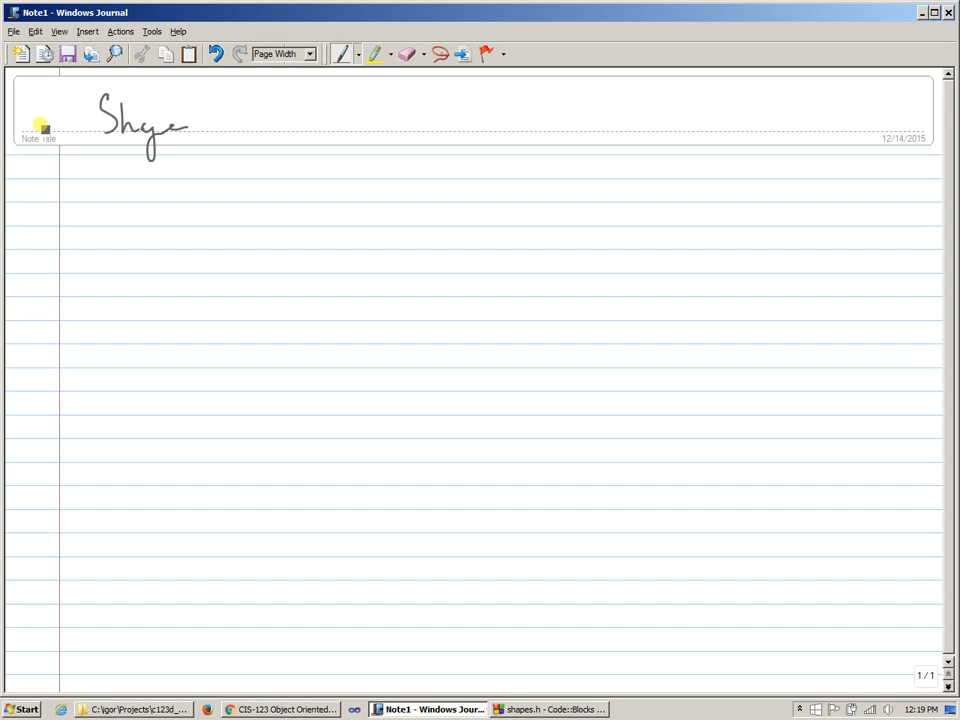 Note1 - Windows Journal
File Edit View Insert Actions Tools Help
Page Width
Shape
Note Title
12/14/2015
1 / 1
Start C:\igor\Projects\c123d_... CIS-123 Object Oriented... Note1 - Windows Jour... shapes.h - Code::Blocks ... 12:19 PM